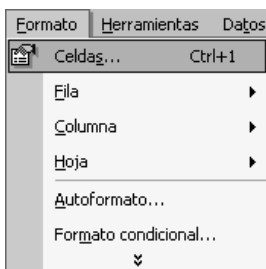 Formato Herramientas Datos
Celdas... Ctrl+1
Fila
Columna
Hoja
Autoformato...
Formato condicional...